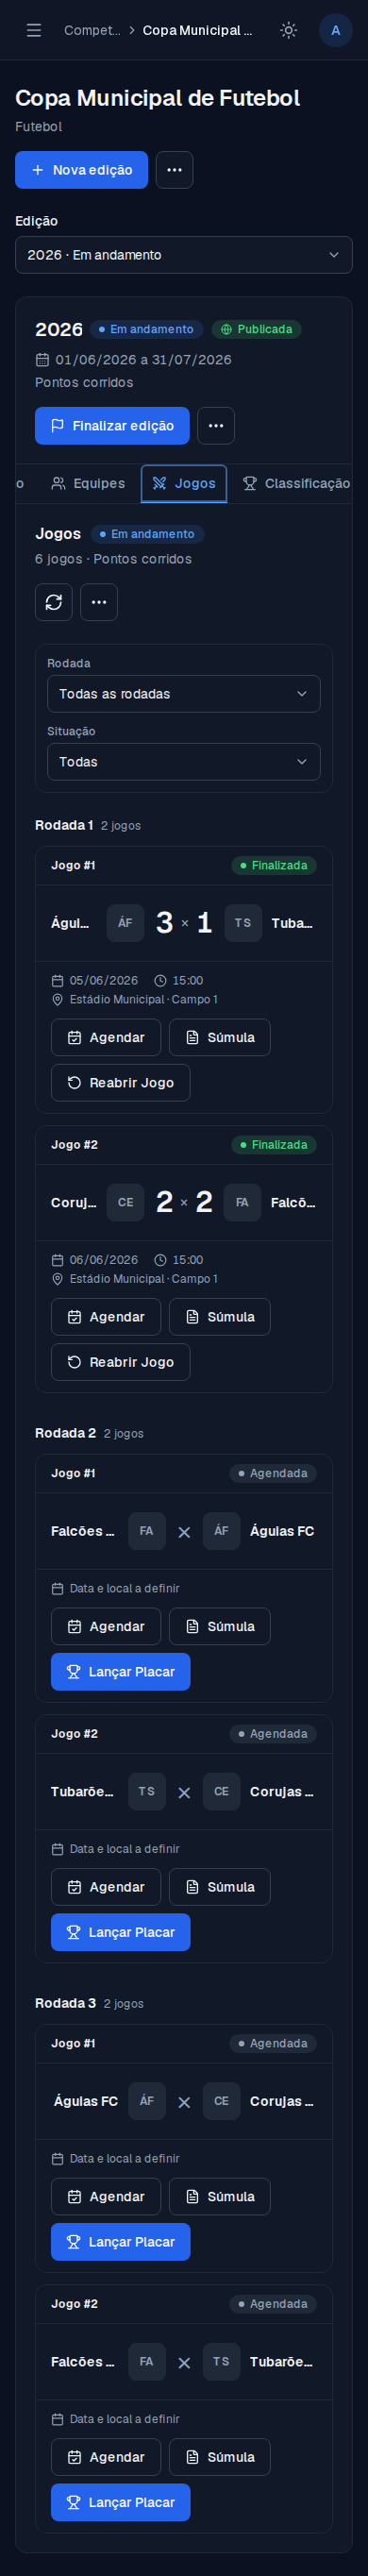 Compet... > Copa Municipal ... A
Copa Municipal de Futebol
Futebol
+ Nova edição ...
Edição
2026 · Em andamento
2026 Em andamento Publicada
01/06/2026 a 31/07/2026
Pontos corridos
Finalizar edição ...
o Equipes Jogos Classificação
Jogos Em andamento
6 jogos · Pontos corridos
...
Rodada
Todas as rodadas
Situação
Todas
Rodada 1 2 jogos
Jogo #1 Finalizada
Águi... ÁF 3 × 1 TS Tuba...
05/06/2026 15:00
Estádio Municipal · Campo 1
Agendar Súmula
Reabrir Jogo
Jogo #2 Finalizada
Coruj... CE 2 × 2 FA Falcõ...
06/06/2026 15:00
Estádio Municipal · Campo 1
Agendar Súmula
Reabrir Jogo
Rodada 2 2 jogos
Jogo #1 Agendada
Falcões ... FA × ÁF Águias FC
Data e local a definir
Agendar Súmula
Lançar Placar
Jogo #2 Agendada
Tubarõe... TS × CE Corujas ...
Data e local a definir
Agendar Súmula
Lançar Placar
Rodada 3 2 jogos
Jogo #1 Agendada
Águias FC ÁF × CE Corujas ...
Data e local a definir
Agendar Súmula
Lançar Placar
Jogo #2 Agendada
Falcões ... FA × TS Tubarõe...
Data e local a definir
Agendar Súmula
Lançar Placar